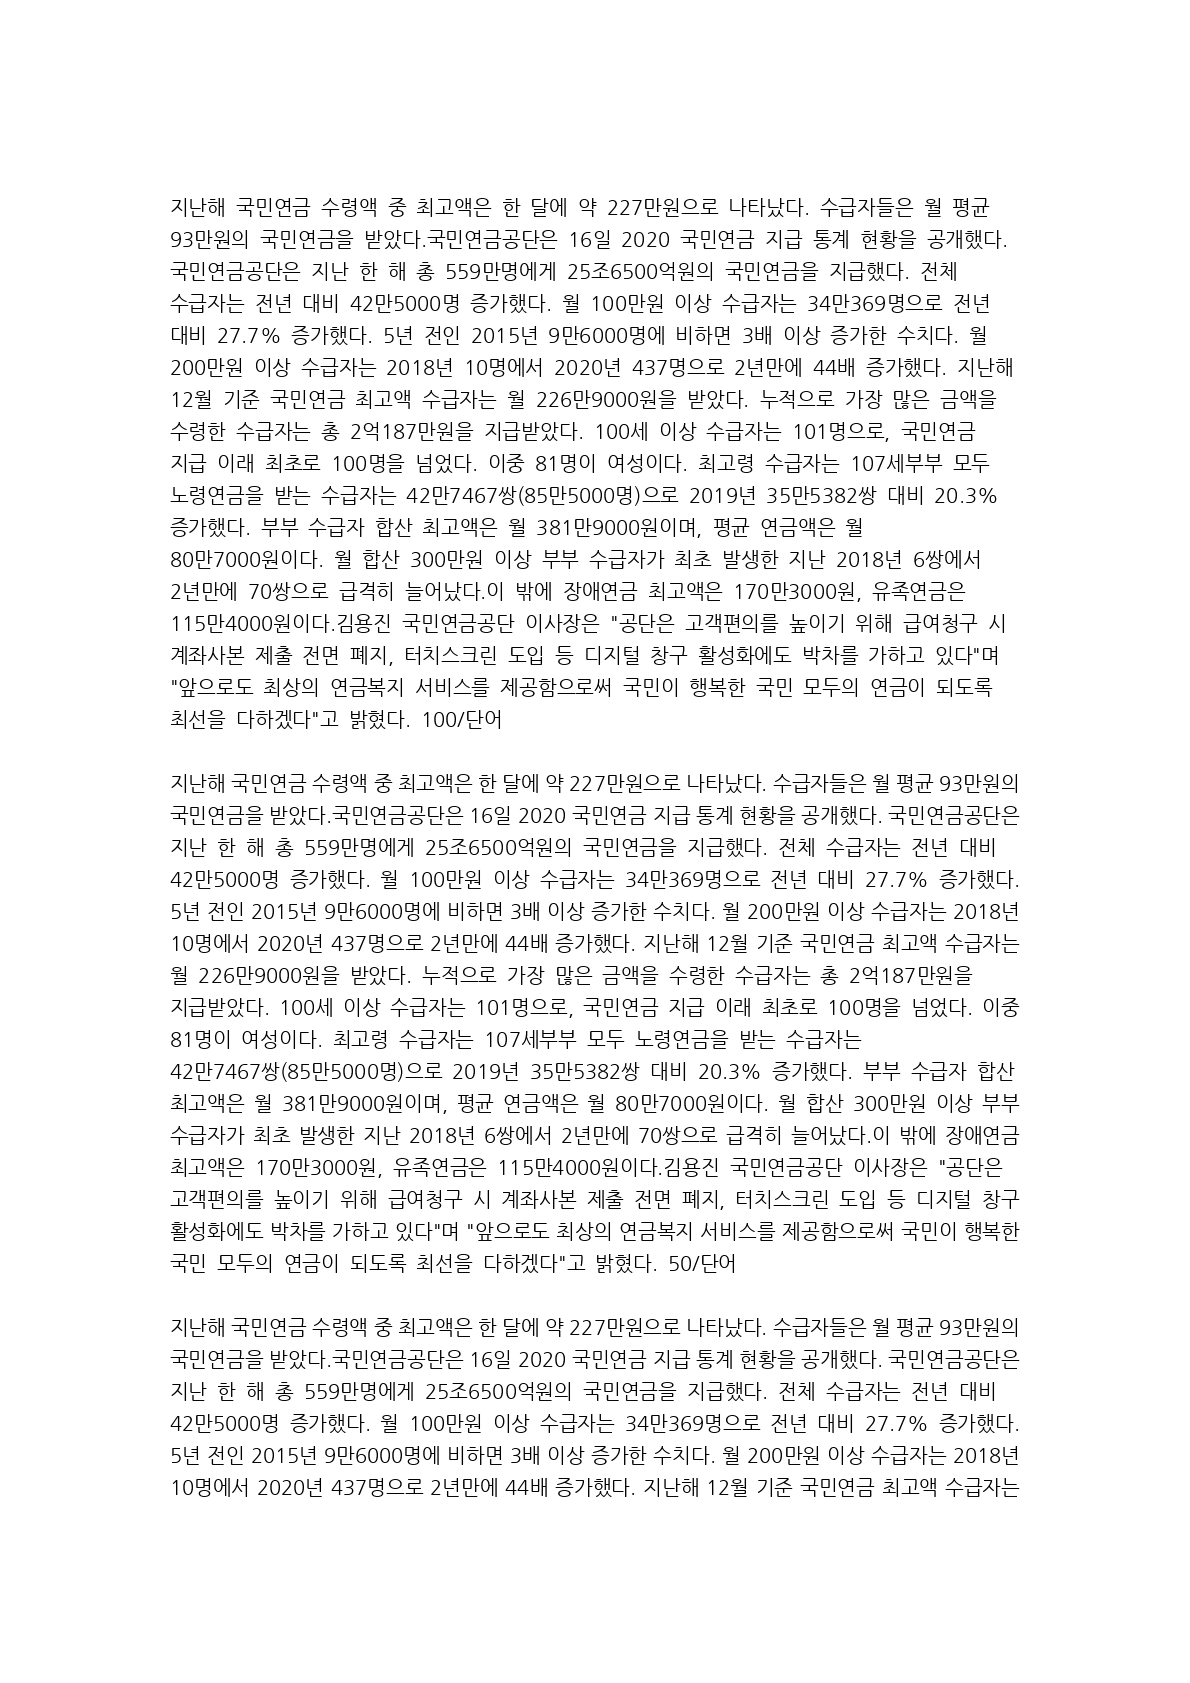 지난해 국민연금 수령액 중 최고액은 한 달에 약 227만원으로 나타났다. 수급자들은 월 평균
93만원의 국민연금을 받았다.국민연금공단은 16일 2020 국민연금 지급 통계 현황을 공개했다.
국민연금공단은 지난 한 해 총 559만명에게 25조6500억원의 국민연금을 지급했다. 전체
수급자는 전년 대비 42만5000명 증가했다. 월 100만원 이상 수급자는 34만369명으로 전년
대비 27.7% 증가했다. 5년 전인 2015년 9만6000명에 비하면 3배 이상 증가한 수치다. 월
200만원 이상 수급자는 2018년 10명에서 2020년 437명으로 2년만에 44배 증가했다. 지난해
12월 기준 국민연금 최고액 수급자는 월 226만9000원을 받았다. 누적으로 가장 많은 금액을
수령한 수급자는 총 2억187만원을 지급받았다. 100세 이상 수급자는 101명으로, 국민연금
지급 이래 최초로 100명을 넘었다. 이중 81명이 여성이다. 최고령 수급자는 107세부부 모두
노령연금을 받는 수급자는 42만7467쌍(85만5000명)으로 2019년 35만5382쌍 대비 20.3%
증가했다. 부부 수급자 합산 최고액은 월 381만9000원이며, 평균 연금액은 월
80만7000원이다. 월 합산 300만원 이상 부부 수급자가 최초 발생한 지난 2018년 6쌍에서
2년만에 70쌍으로 급격히 늘어났다.이 밖에 장애연금 최고액은 170만3000원, 유족연금은
115만4000원이다.김용진 국민연금공단 이사장은 "공단은 고객편의를 높이기 위해 급여청구 시
계좌사본 제출 전면 폐지, 터치스크린 도입 등 디지털 창구 활성화에도 박차를 가하고 있다"며
"앞으로도 최상의 연금복지 서비스를 제공함으로써 국민이 행복한 국민 모두의 연금이 되도록
최선을 다하겠다"고 밝혔다. 100/단어
지난해 국민연금 수령액 중 최고액은 한 달에 약 227만원으로 나타났다. 수급자들은 월 평균 93만원의
국민연금을 받았다.국민연금공단은 16일 2020 국민연금 지급 통계 현황을 공개했다. 국민연금공단은
지난 한 해 총 559만명에게 25조6500억원의 국민연금을 지급했다. 전체 수급자는 전년 대비
42만5000명 증가했다. 월 100만원 이상 수급자는 34만369명으로 전년 대비 27.7% 증가했다.
5년 전인 2015년 9만6000명에 비하면 3배 이상 증가한 수치다. 월 200만원 이상 수급자는 2018년
10명에서 2020년 437명으로 2년만에 44배 증가했다. 지난해 12월 기준 국민연금 최고액 수급자는
월 226만9000원을 받았다. 누적으로 가장 많은 금액을 수령한 수급자는 총 2억187만원을
지급받았다. 100세 이상 수급자는 101명으로, 국민연금 지급 이래 최초로 100명을 넘었다. 이중
81명이 여성이다. 최고령 수급자는 107세부부 모두 노령연금을 받는 수급자는
42만7467쌍(85만5000명)으로 2019년 35만5382쌍 대비 20.3% 증가했다. 부부 수급자 합산
최고액은 월 381만9000원이며, 평균 연금액은 월 80만7000원이다. 월 합산 300만원 이상 부부
수급자가 최초 발생한 지난 2018년 6쌍에서 2년만에 70쌍으로 급격히 늘어났다.이 밖에 장애연금
최고액은 170만3000원, 유족연금은 115만4000원이다.김용진 국민연금공단 이사장은 "공단은
고객편의를 높이기 위해 급여청구 시 계좌사본 제출 전면 폐지, 터치스크린 도입 등 디지털 창구
활성화에도 박차를 가하고 있다"며 "앞으로도 최상의 연금복지 서비스를 제공함으로써 국민이 행복한
국민 모두의 연금이 되도록 최선을 다하겠다"고 밝혔다. 50/단어
지난해 국민연금 수령액 중 최고액은 한 달에 약 227만원으로 나타났다. 수급자들은 월 평균 93만원의
국민연금을 받았다.국민연금공단은 16일 2020 국민연금 지급 통계 현황을 공개했다. 국민연금공단은
지난 한 해 총 559만명에게 25조6500억원의 국민연금을 지급했다. 전체 수급자는 전년 대비
42만5000명 증가했다. 월 100만원 이상 수급자는 34만369명으로 전년 대비 27.7% 증가했다.
5년 전인 2015년 9만6000명에 비하면 3배 이상 증가한 수치다. 월 200만원 이상 수급자는 2018년
10명에서 2020년 437명으로 2년만에 44배 증가했다. 지난해 12월 기준 국민연금 최고액 수급자는